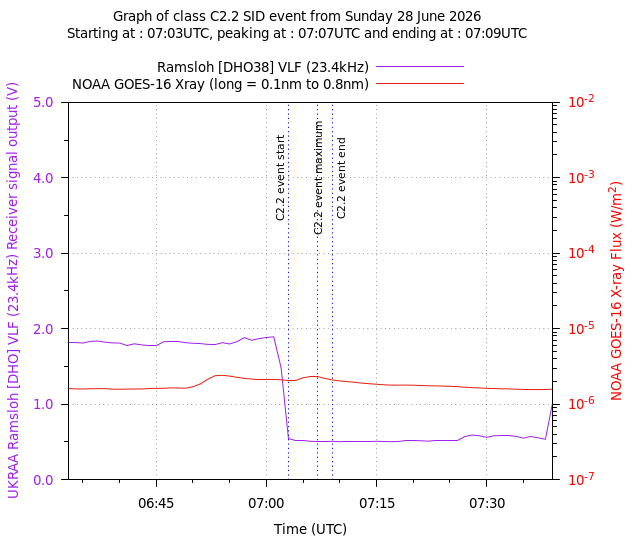 Graph of class C2.2 SID event from Sunday 28 June 2026
Starting at : 07:03UTC, peaking at : 07:07UTC and ending at : 07:09UTC
Ramsloh [DHO38] VLF (23.4kHz)
NOAA GOES-16 Xray (long = 0.1nm to 0.8nm)
UKRAA Ramsloh [DHO] VLF (23.4kHz) Receiver signal output (V)
5.0
4.0
3.0
2.0
1.0
0.0
C2.2 event start
C2.2 event maximum
C2.2 event end
10-2
10-3
10-4
10-5
10-6
10-7
NOAA GOES-16 X-ray Flux (W/m2)
06:45
07:00
07:15
07:30
Time (UTC)